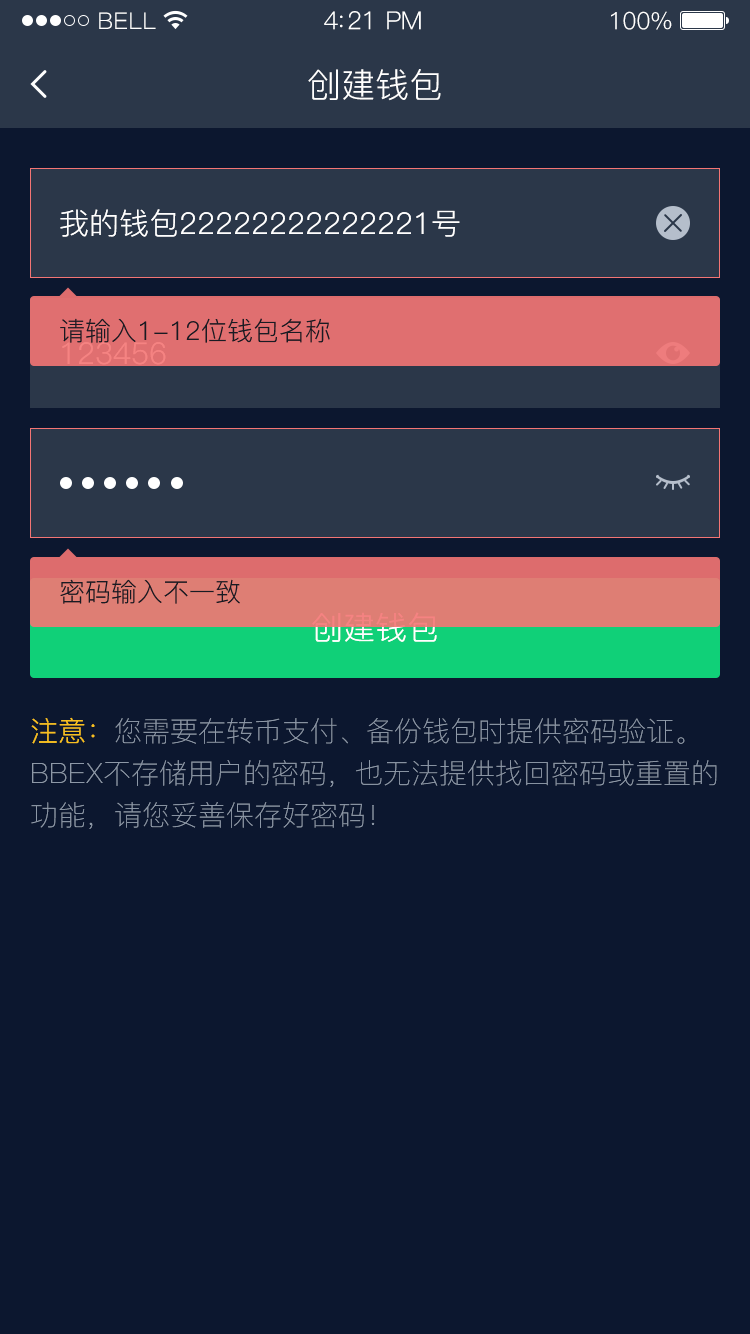 BELL
4:21 PM
100%
创建钱包
我的钱包22222222222221号
请输入1-12位钱包名称
123456
密码输入不一致
创建钱包
注意：您需要在转币支付、备份钱包时提供密码验证。
BBEX不存储用户的密码，也无法提供找回密码或重置的
功能，请您妥善保存好密码！